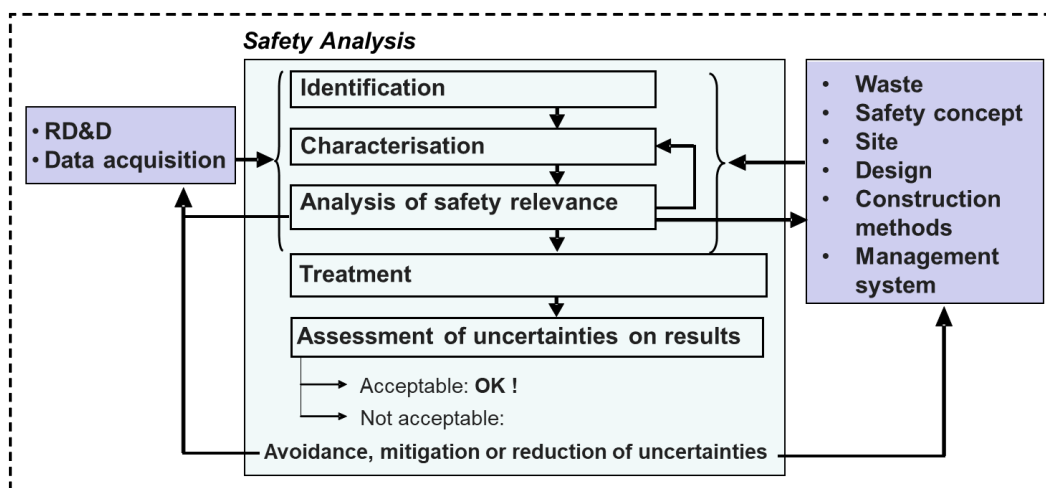 Safety Analysis
Identification
• RD&D
• Data acquisition
Characterisation
Analysis of safety relevance
Treatment
Assessment of uncertainties on results
Acceptable: OK !
Not acceptable:
Avoidance, mitigation or reduction of uncertainties
• Waste
• Safety concept
• Site
• Design
• Construction
methods
• Management
system